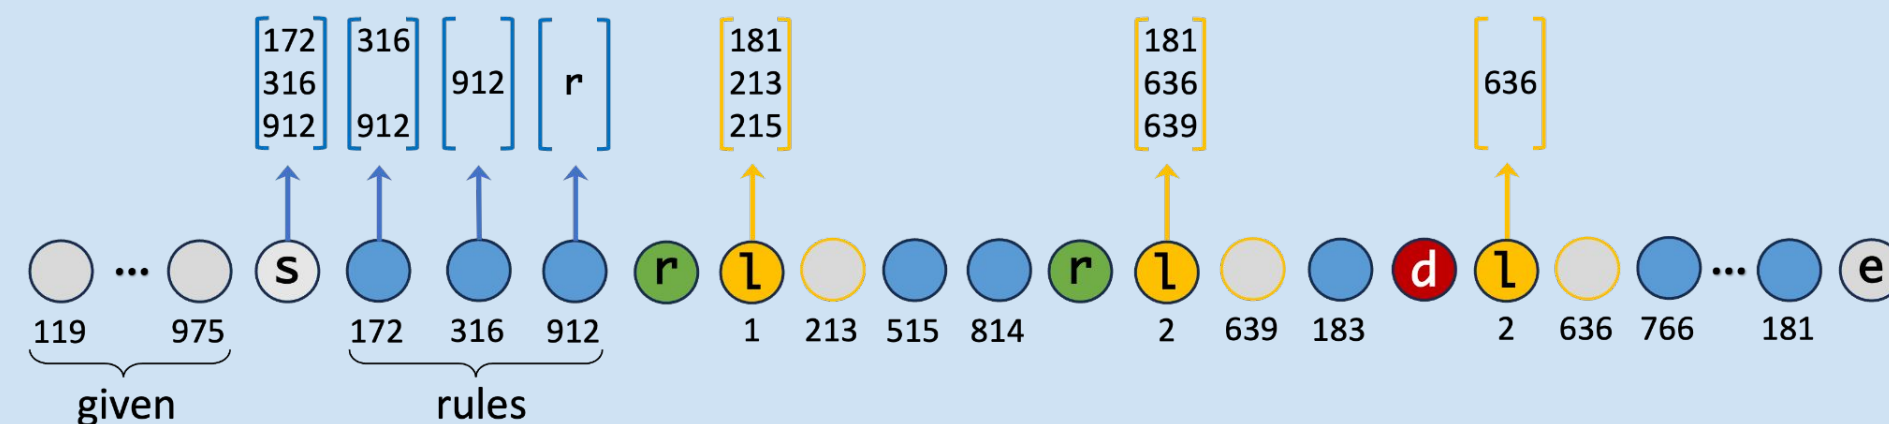 172 316 181 181
316 912 r 213 636 636
912 912 215 639
... s r l r l d l ... e
119 975 172 316 912 1 213 515 814 2 639 183 2 636 766 181
given rules